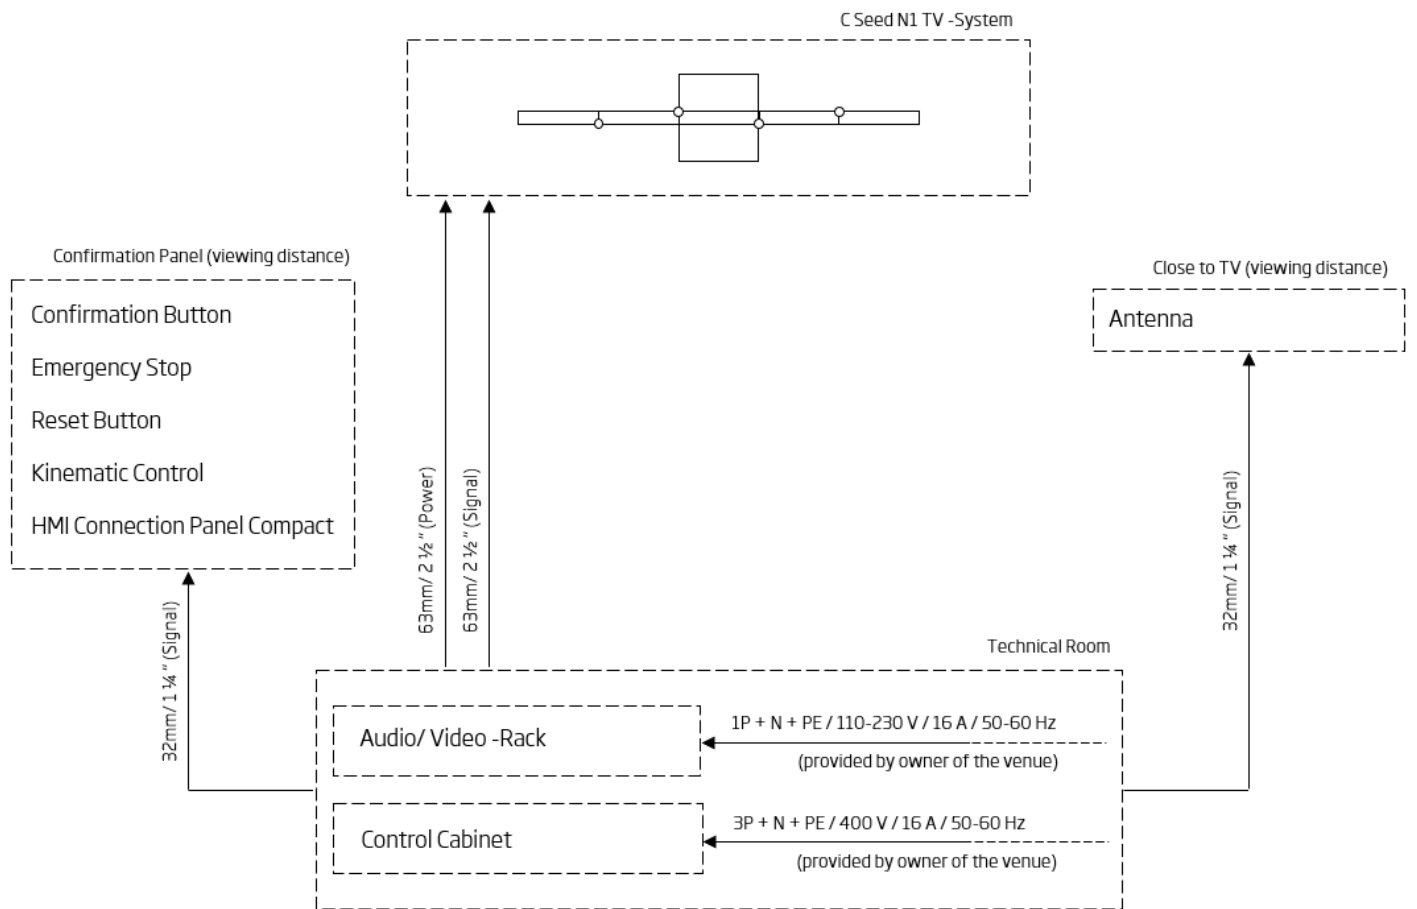 C Seed N1 TV -System
Confirmation Panel (viewing distance)
Confirmation Button
Emergency Stop
Reset Button
Kinematic Control
HMI Connection Panel Compact
Close to TV (viewing distance)
Antenna
63mm/ 2 ½ “ (Power)
63mm/ 2 ½ “ (Signal)
32mm/ 1 ¼ “ (Signal)
32mm/ 1 ¼ “ (Signal)
Technical Room
Audio/ Video -Rack
1P + N + PE / 110-230 V / 16 A / 50-60 Hz
(provided by owner of the venue)
Control Cabinet
3P + N + PE / 400 V / 16 A / 50-60 Hz
(provided by owner of the venue)